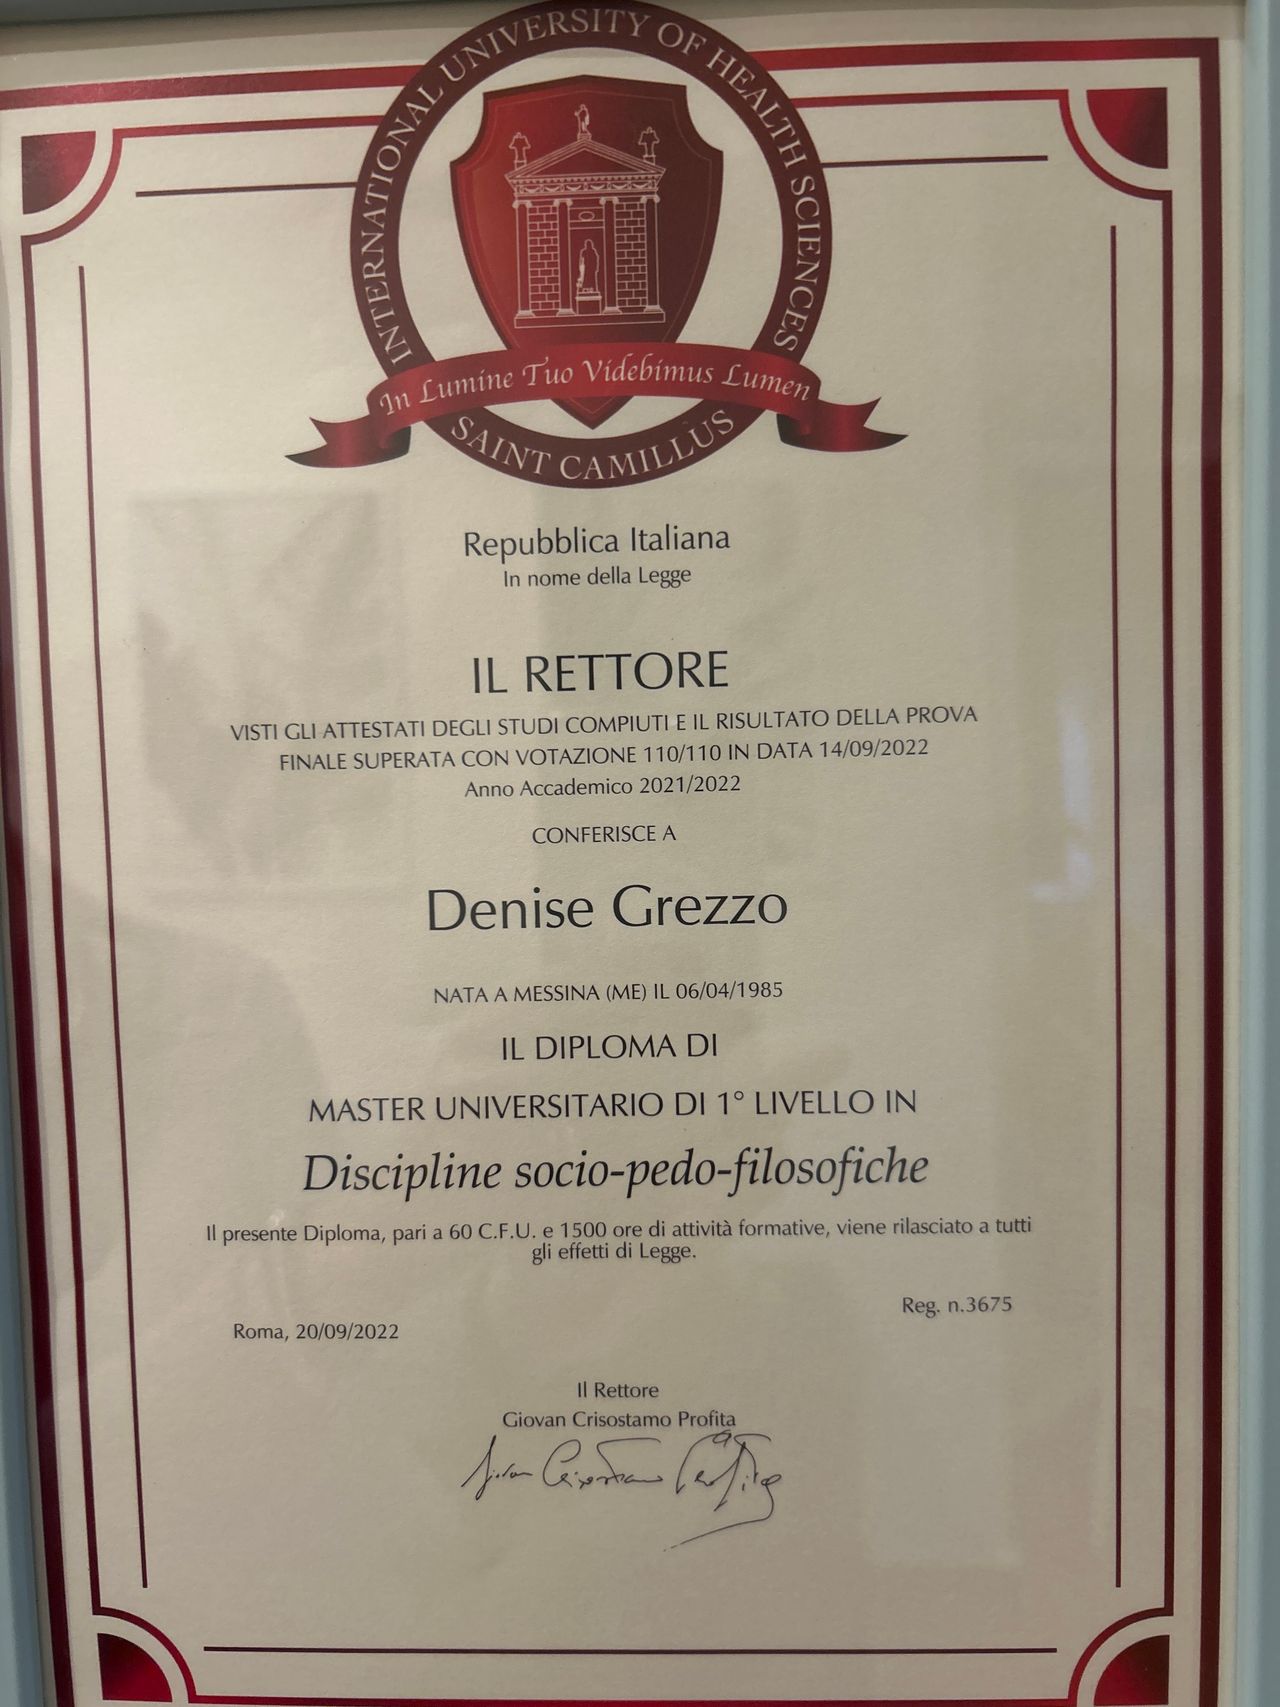 INTERNATIONAL UNIVERSITY OF HEALTH SCIENCES
In Lumine Tuo Videbimus Lumen
SAINT CAMILLUS
Repubblica Italiana
In nome della Legge
IL RETTORE
VISTI GLI ATTESTATI DEGLI STUDI COMPIUTI E IL RISULTATO DELLA PROVA
FINALE SUPERATA CON VOTAZIONE 110/110 IN DATA 14/09/2022
Anno Accademico 2021/2022
CONFERISCE A
Denise Grezzo
NATA A MESSINA (ME) IL 06/04/1985
IL DIPLOMA DI
MASTER UNIVERSITARIO DI 1° LIVELLO IN
Discipline socio-pedo-filosofiche
Il presente Diploma, pari a 60 C.F.U. e 1500 ore di attività formative, viene rilasciato a tutti
gli effetti di Legge.
Reg. n.3675
Roma, 20/09/2022
Il Rettore
Giovan Crisostamo Profita
Giovan Crisostamo Profita